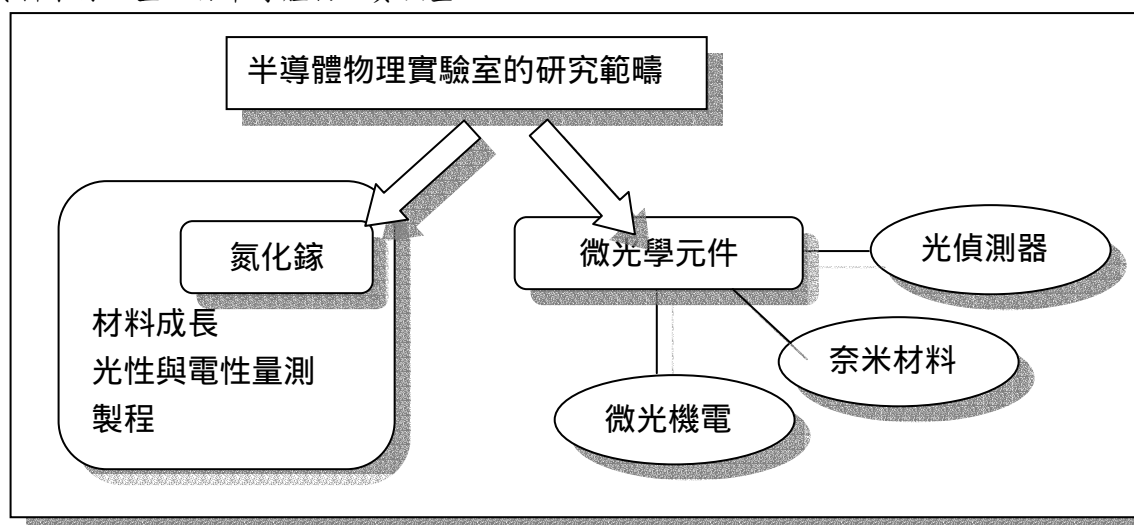 半導體物理實驗室的研究範疇
氮化鎵
材料成長
光性與電性量測
製程
微光學元件
光偵測器
奈米材料
微光機電